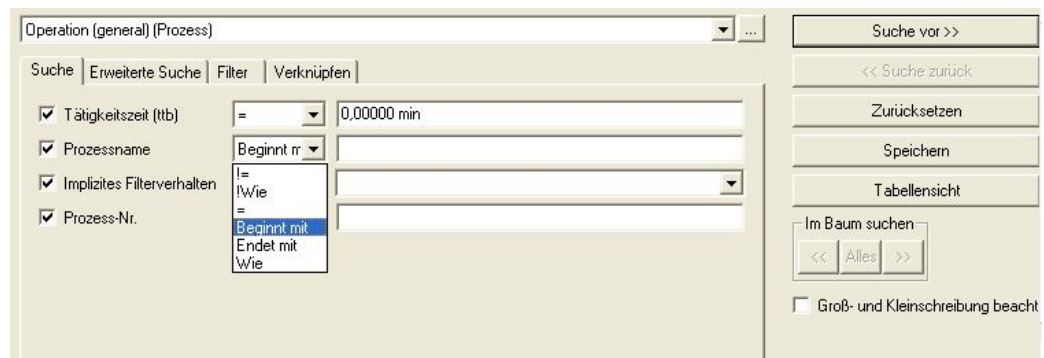 Operation (general) (Prozess)
...
Suche
Erweiterte Suche
Filter
Verknüpfen
Tätigkeitszeit (ttb)
=
0,00000 min
Prozessname
Beginnt m
Implizites Filterverhalten
Prozess-Nr.
!=
!Wie
=
Beginnt mit
Endet mit
Wie
Suche vor >>
<< Suche zurück
Zurücksetzen
Speichern
Tabellensicht
Im Baum suchen
<<
Alles
>>
Groß- und Kleinschreibung beacht